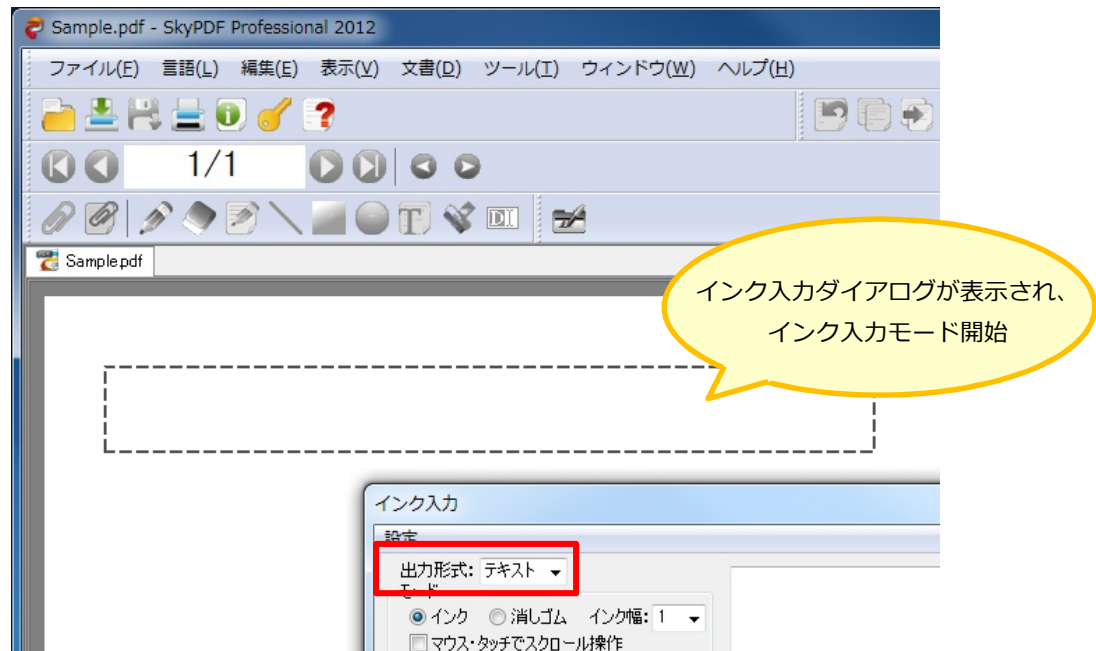 Sample.pdf - SkyPDF Professional 2012
ファイル(F) 言語(L) 編集(E) 表示(V) 文書(D) ツール(T) ウィンドウ(W) ヘルプ(H)
1/1
Sample.pdf
インク入力ダイアログが表示され、
インク入力モード開始
インク入力
設定
出力形式: テキスト
モード
インク 消しゴム インク幅: 1
マウス・タッチでスクロール操作